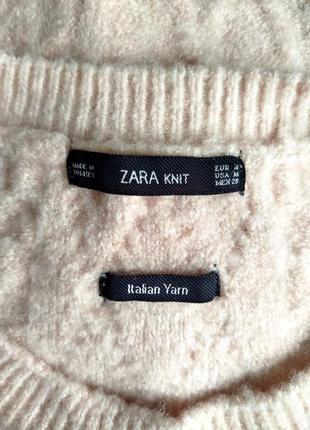 MADE IN
TURKEY
ZARA KNIT
EUR M
USA M
MEX 28
Italian Yarn